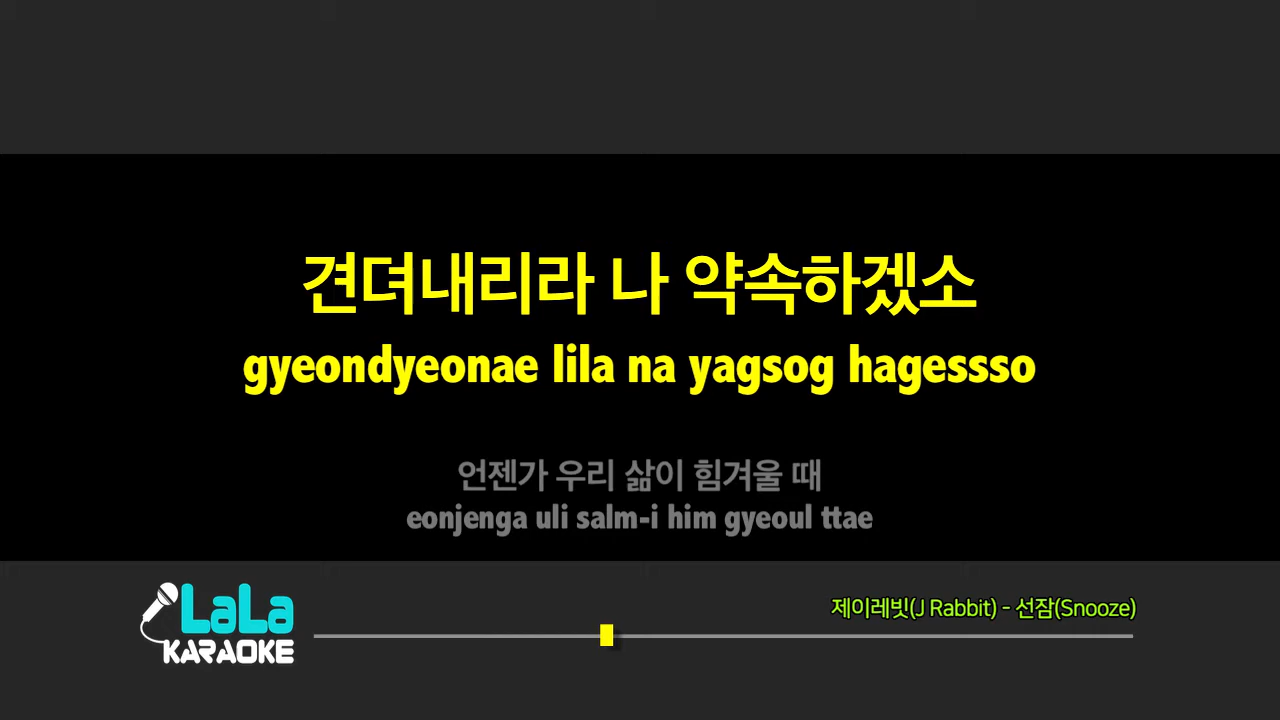 견뎌내리라 나 약속하겠소
gyeondyeonae lila na yagsog hagessso
언젠가 우리 삶이 힘겨울 때
eonjenga uli salm-i him gyeoul ttae
제이레빗(J Rabbit) - 선잠(Snooze)
LaLa
KARAOKE